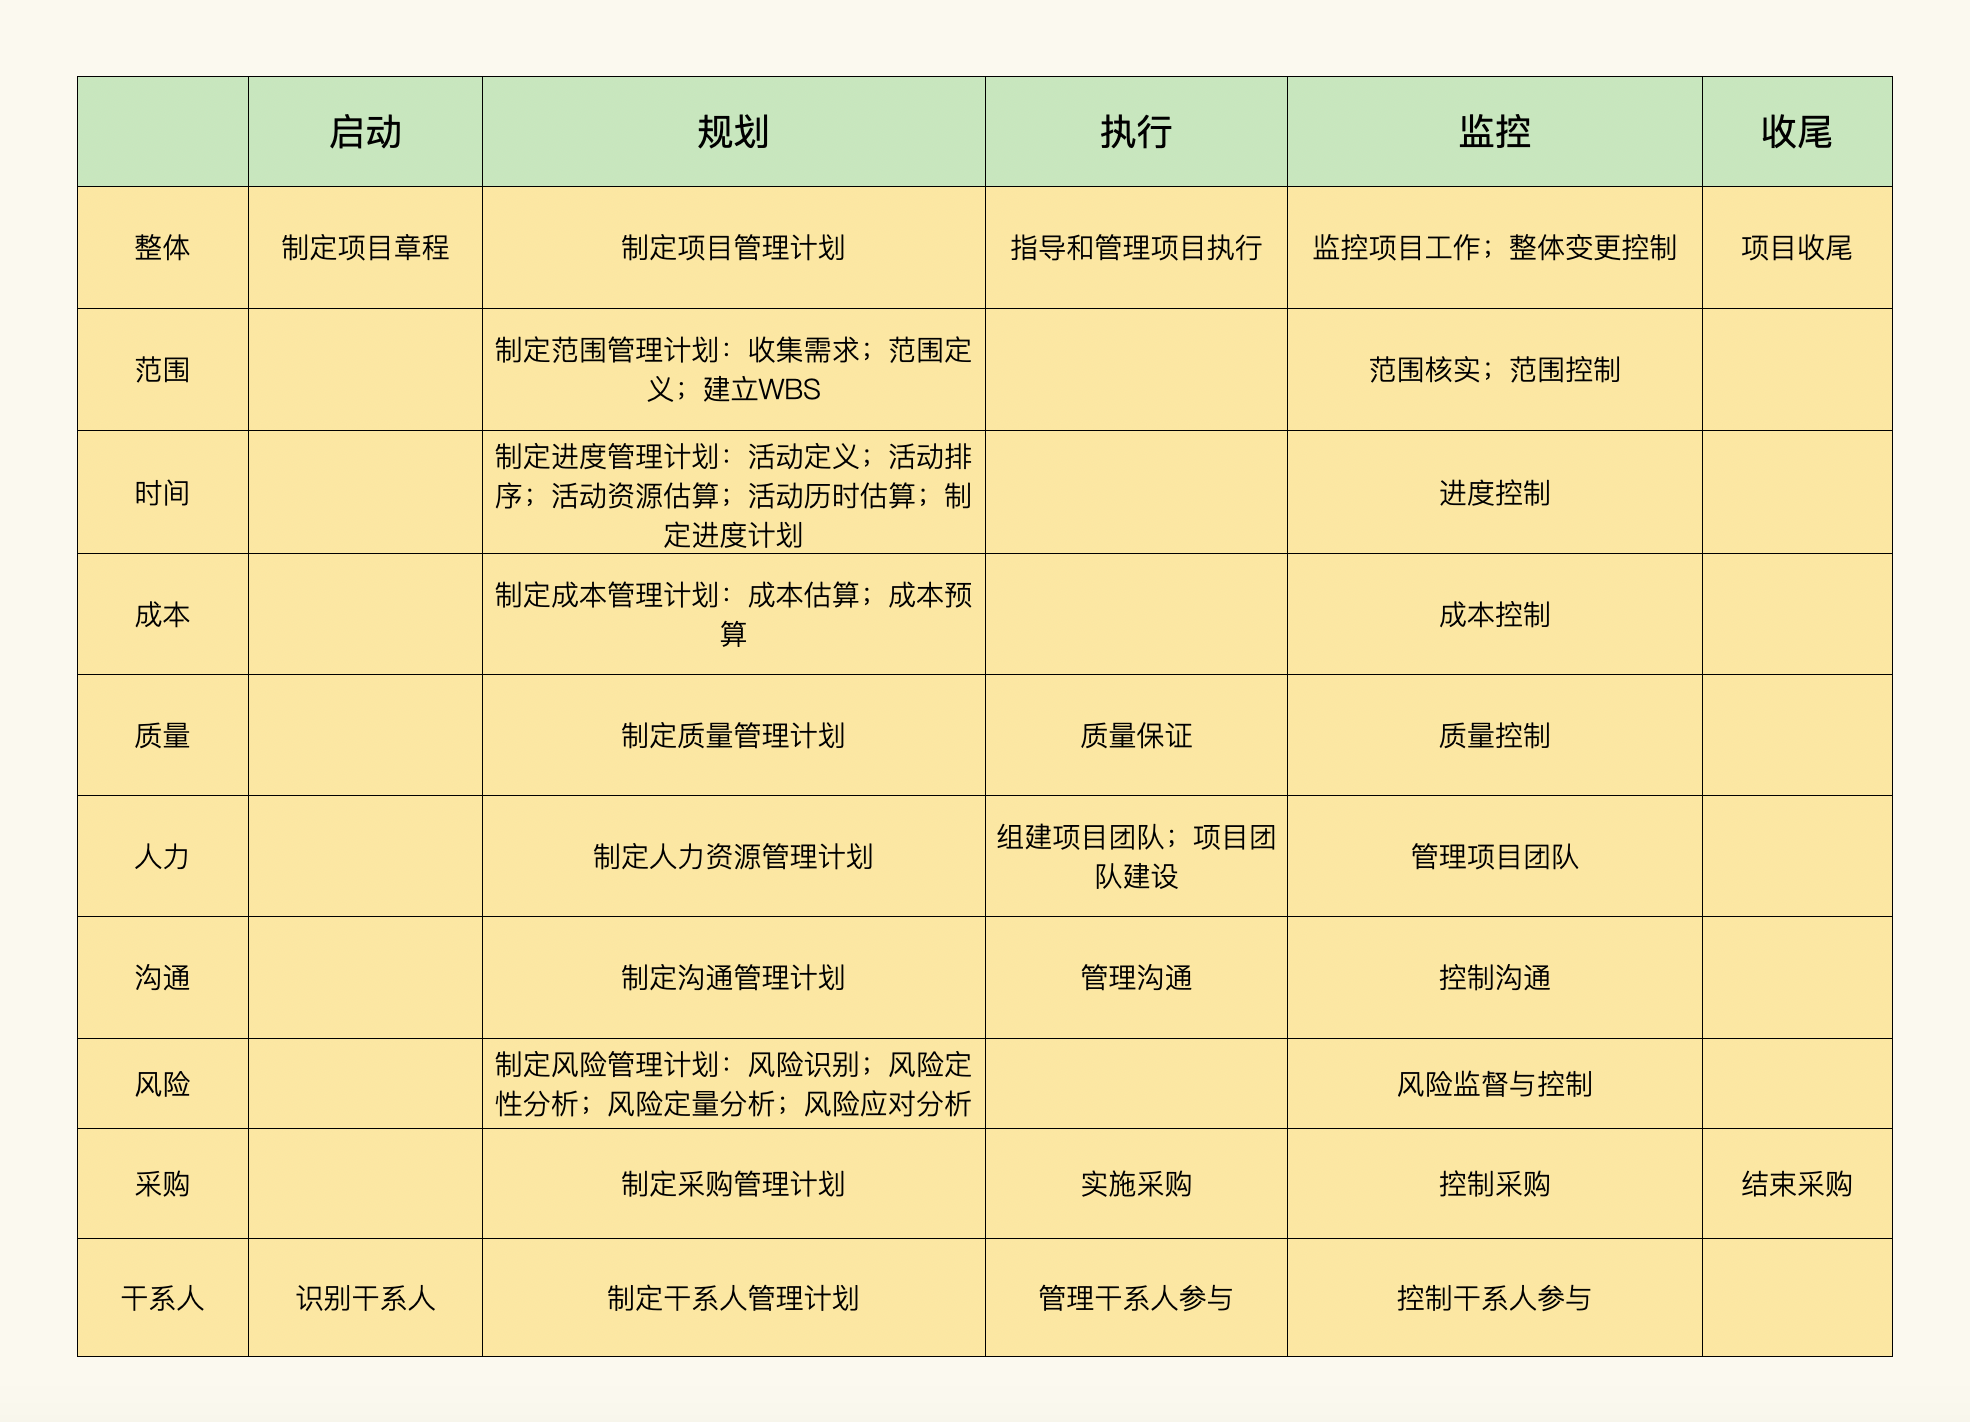 启动 规划 执行 监控 收尾
整体 制定项目章程 制定项目管理计划 指导和管理项目执行 监控项目工作；整体变更控制 项目收尾
范围 制定范围管理计划：收集需求；范围定
义；建立WBS 范围核实；范围控制
时间 制定进度管理计划：活动定义；活动排
序；活动资源估算；活动历时估算；制
定进度计划 进度控制
成本 制定成本管理计划：成本估算；成本预
算 成本控制
质量 制定质量管理计划 质量保证 质量控制
人力 制定人力资源管理计划 组建项目团队；项目团
队建设 管理项目团队
沟通 制定沟通管理计划 管理沟通 控制沟通
风险 制定风险管理计划：风险识别；风险定
性分析；风险定量分析；风险应对分析 风险监督与控制
采购 制定采购管理计划 实施采购 控制采购 结束采购
干系人 识别干系人 制定干系人管理计划 管理干系人参与 控制干系人参与